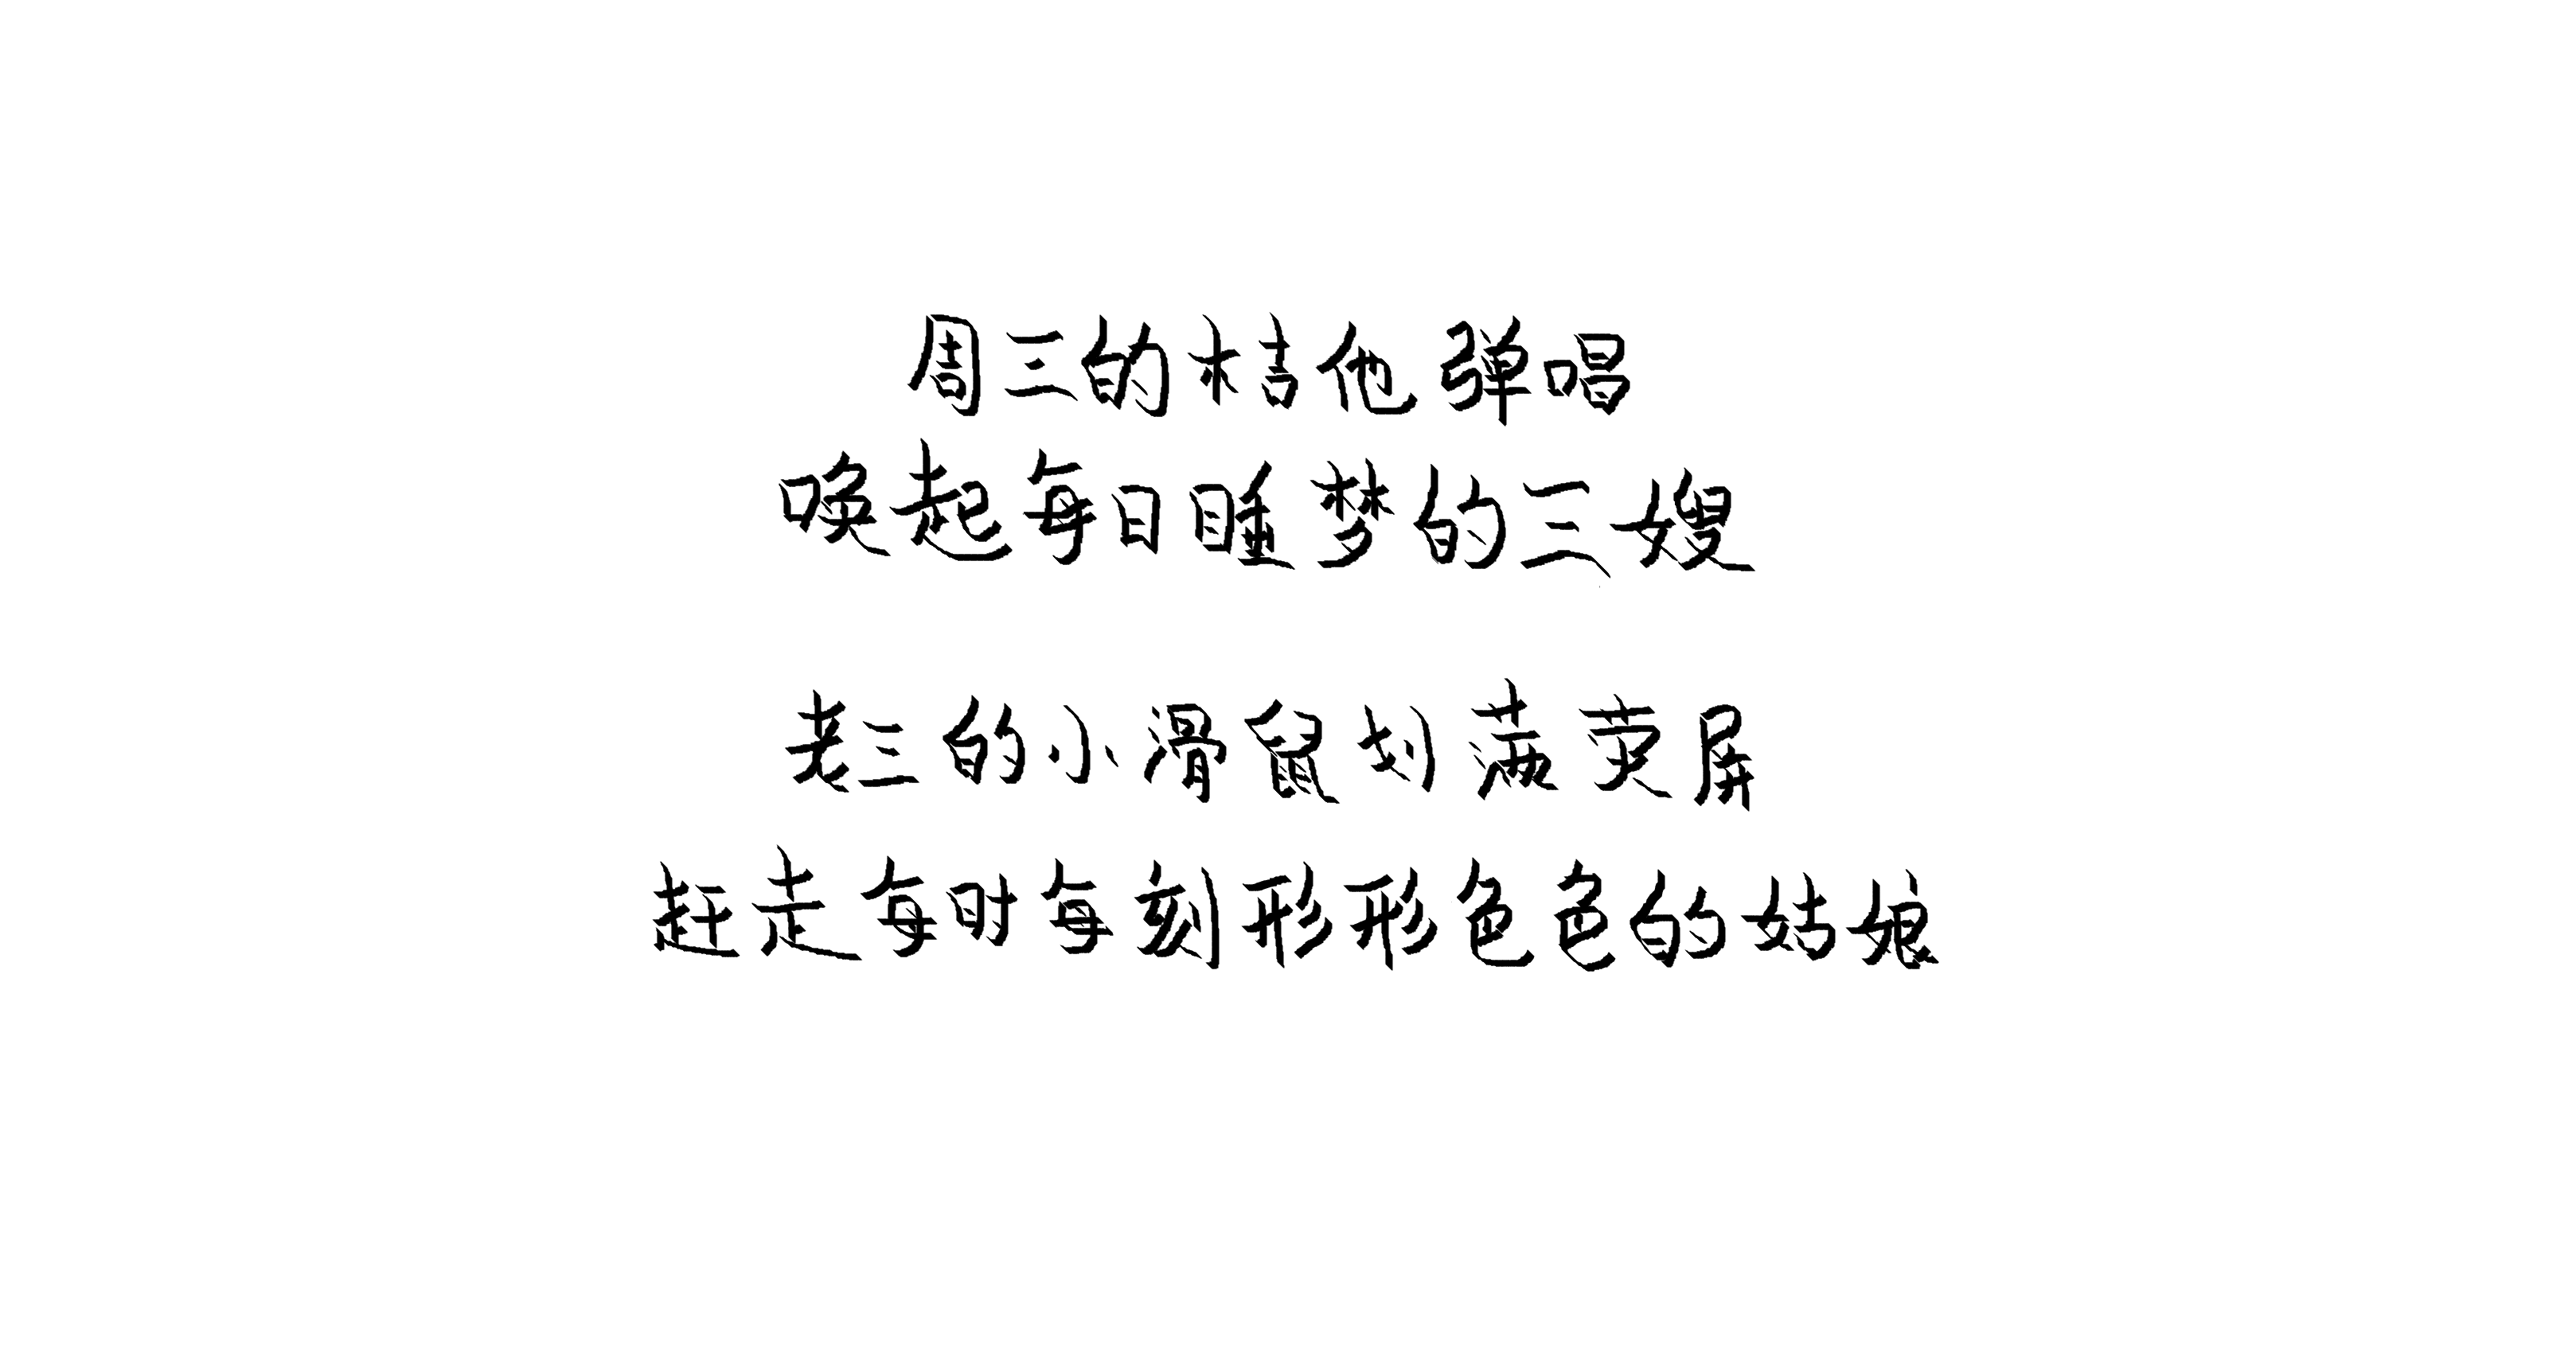 周三的桔他弹唱
唤起每日睡梦的三嫂
老三的小滑鼠划满荧屏
赶走每时每刻形形色色的姑娘